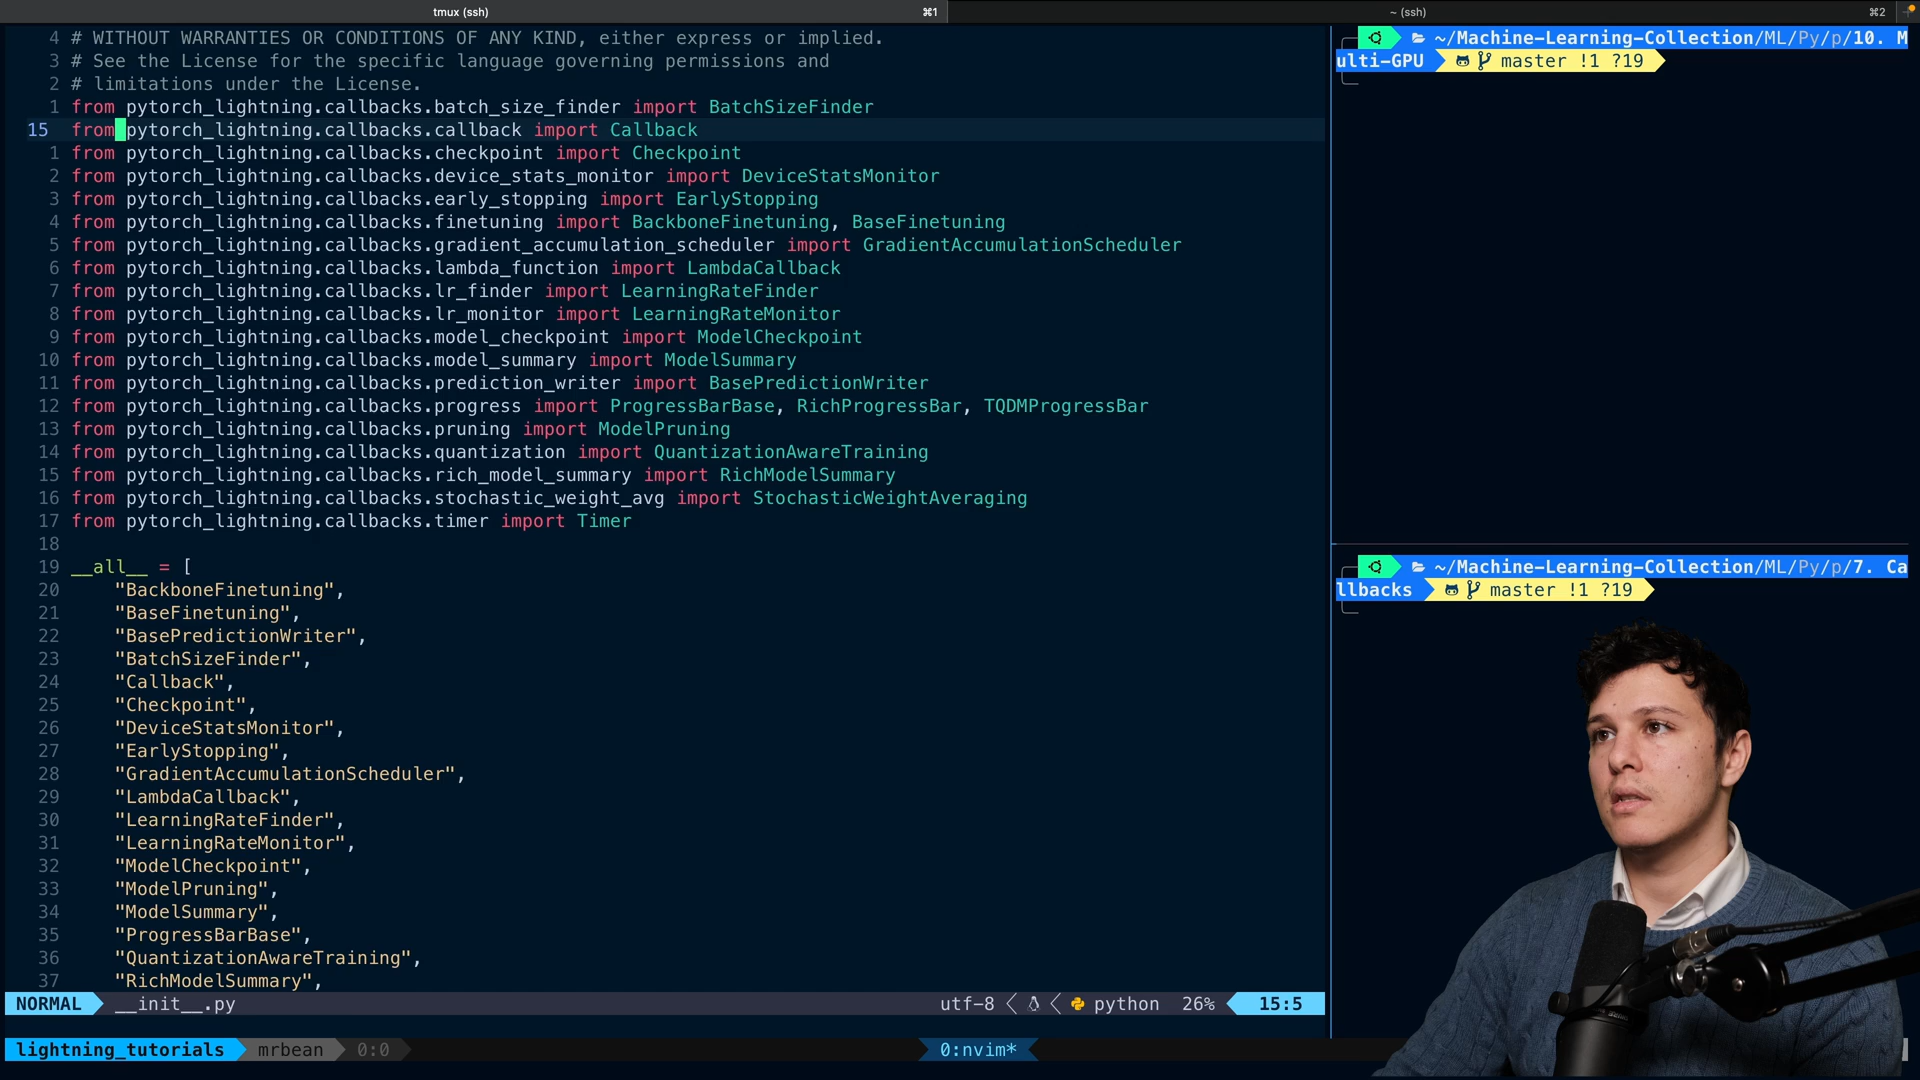 tmux (ssh)
⌘1
~ (ssh)
⌘2
4 # WITHOUT WARRANTIES OR CONDITIONS OF ANY KIND, either express or implied.
3 # See the License for the specific language governing permissions and
2 # limitations under the License.
1 from pytorch_lightning.callbacks.batch_size_finder import BatchSizeFinder
15 from pytorch_lightning.callbacks.callback import Callback
1 from pytorch_lightning.callbacks.checkpoint import Checkpoint
2 from pytorch_lightning.callbacks.device_stats_monitor import DeviceStatsMonitor
3 from pytorch_lightning.callbacks.early_stopping import EarlyStopping
4 from pytorch_lightning.callbacks.finetuning import BackboneFinetuning, BaseFinetuning
5 from pytorch_lightning.callbacks.gradient_accumulation_scheduler import GradientAccumulationScheduler
6 from pytorch_lightning.callbacks.lambda_function import LambdaCallback
7 from pytorch_lightning.callbacks.lr_finder import LearningRateFinder
8 from pytorch_lightning.callbacks.lr_monitor import LearningRateMonitor
9 from pytorch_lightning.callbacks.model_checkpoint import ModelCheckpoint
10 from pytorch_lightning.callbacks.model_summary import ModelSummary
11 from pytorch_lightning.callbacks.prediction_writer import BasePredictionWriter
12 from pytorch_lightning.callbacks.progress import ProgressBarBase, RichProgressBar, TQDMProgressBar
13 from pytorch_lightning.callbacks.pruning import ModelPruning
14 from pytorch_lightning.callbacks.quantization import QuantizationAwareTraining
15 from pytorch_lightning.callbacks.rich_model_summary import RichModelSummary
16 from pytorch_lightning.callbacks.stochastic_weight_avg import StochasticWeightAveraging
17 from pytorch_lightning.callbacks.timer import Timer
18
19 __all__ = [
20 "BackboneFinetuning",
21 "BaseFinetuning",
22 "BasePredictionWriter",
23 "BatchSizeFinder",
24 "Callback",
25 "Checkpoint",
26 "DeviceStatsMonitor",
27 "EarlyStopping",
28 "GradientAccumulationScheduler",
29 "LambdaCallback",
30 "LearningRateFinder",
31 "LearningRateMonitor",
32 "ModelCheckpoint",
33 "ModelPruning",
34 "ModelSummary",
35 "ProgressBarBase",
36 "QuantizationAwareTraining",
37 "RichModelSummary",
NORMAL __init__.py utf-8 python 26% 15:5
lightning_tutorials mrbean 0:0 0:nvim*
~/Machine-Learning-Collection/ML/Py/p/10. M
ulti-GPU master !1 ?19
~/Machine-Learning-Collection/ML/Py/p/7. Ca
llbacks master !1 ?19